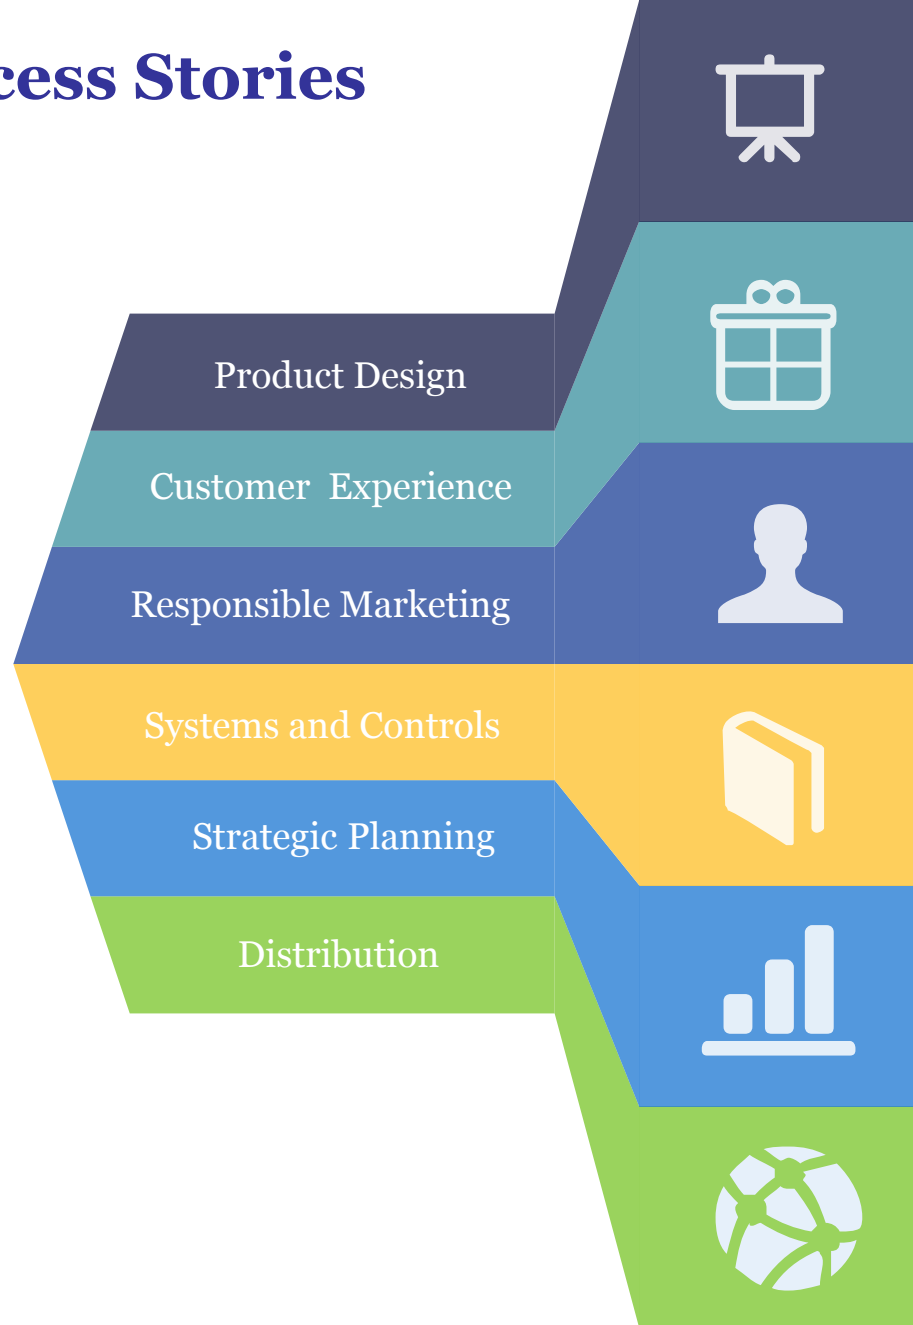 cess Stories
Product Design
Customer  Experience
Responsible Marketing
Systems and Controls
Strategic Planning
Distribution